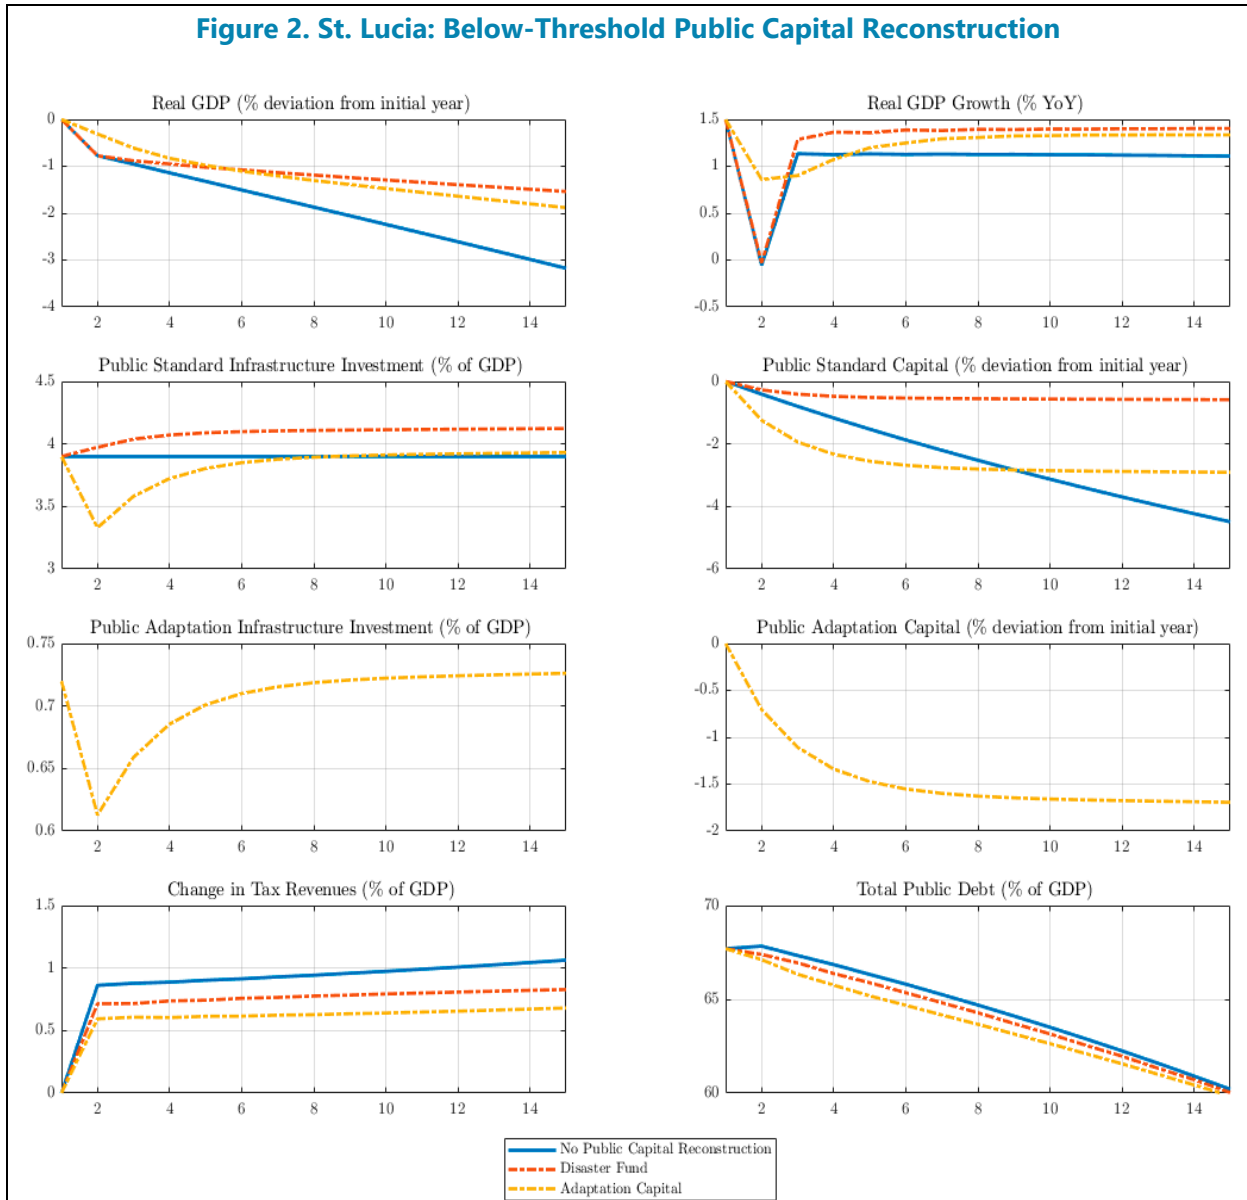 Figure 2. St. Lucia: Below-Threshold Public Capital Reconstruction
Real GDP (% deviation from initial year)
0
-1
-2
-3
-4
2 4 6 8 10 12 14
Real GDP Growth (% YoY)
1.5
1
0.5
0
-0.5
2 4 6 8 10 12 14
Public Standard Infrastructure Investment (% of GDP)
4.5
4
3.5
3
2 4 6 8 10 12 14
Public Standard Capital (% deviation from initial year)
0
-2
-4
-6
2 4 6 8 10 12 14
Public Adaptation Infrastructure Investment (% of GDP)
0.75
0.7
0.65
0.6
2 4 6 8 10 12 14
Public Adaptation Capital (% deviation from initial year)
0
-0.5
-1
-1.5
-2
2 4 6 8 10 12 14
Change in Tax Revenues (% of GDP)
1.5
1
0.5
0
2 4 6 8 10 12 14
Total Public Debt (% of GDP)
70
65
60
2 4 6 8 10 12 14
No Public Capital Reconstruction
Disaster Fund
Adaptation Capital